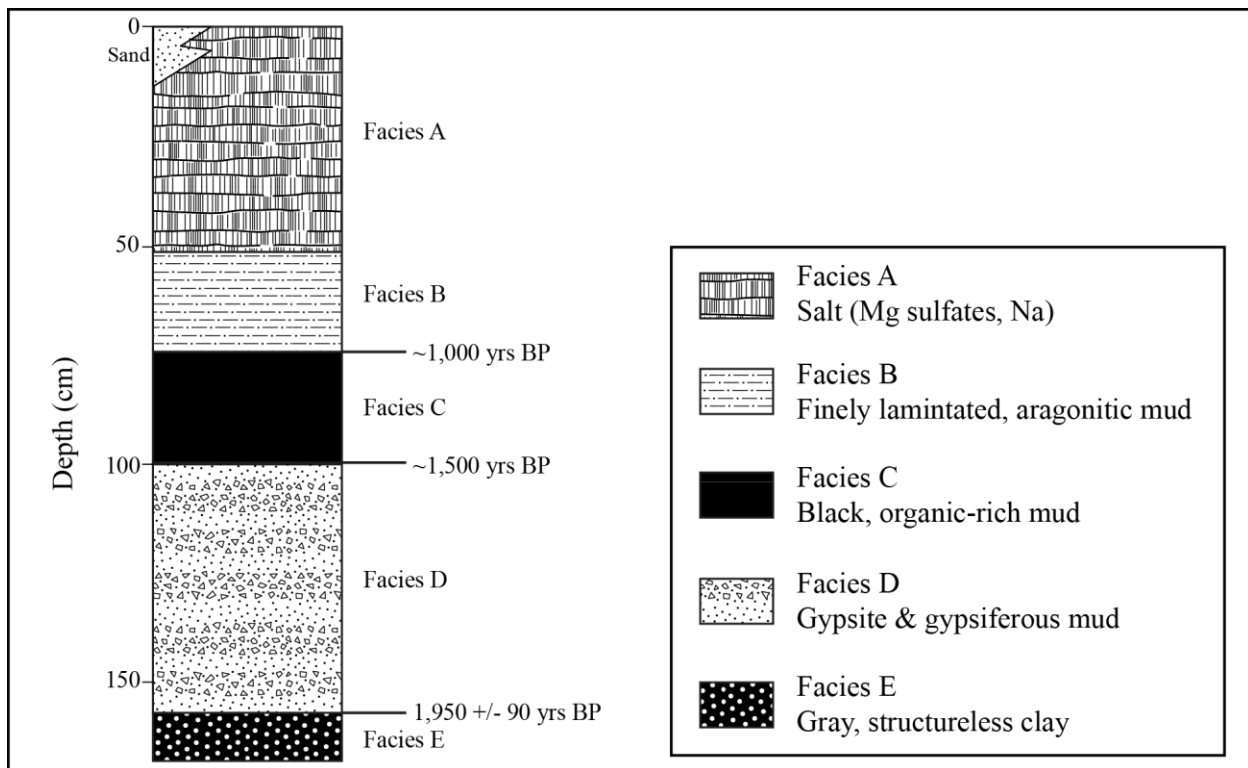 0
Sand
Facies A
50
Facies B
~1,000 yrs BP
Facies C
100
~1,500 yrs BP
Facies D
150
1,950 +/- 90 yrs BP
Facies E
Depth (cm)
Facies A
Salt (Mg sulfates, Na)
Facies B
Finely lamintated, aragonitic mud
Facies C
Black, organic-rich mud
Facies D
Gypsite & gypsiferous mud
Facies E
Gray, structureless clay